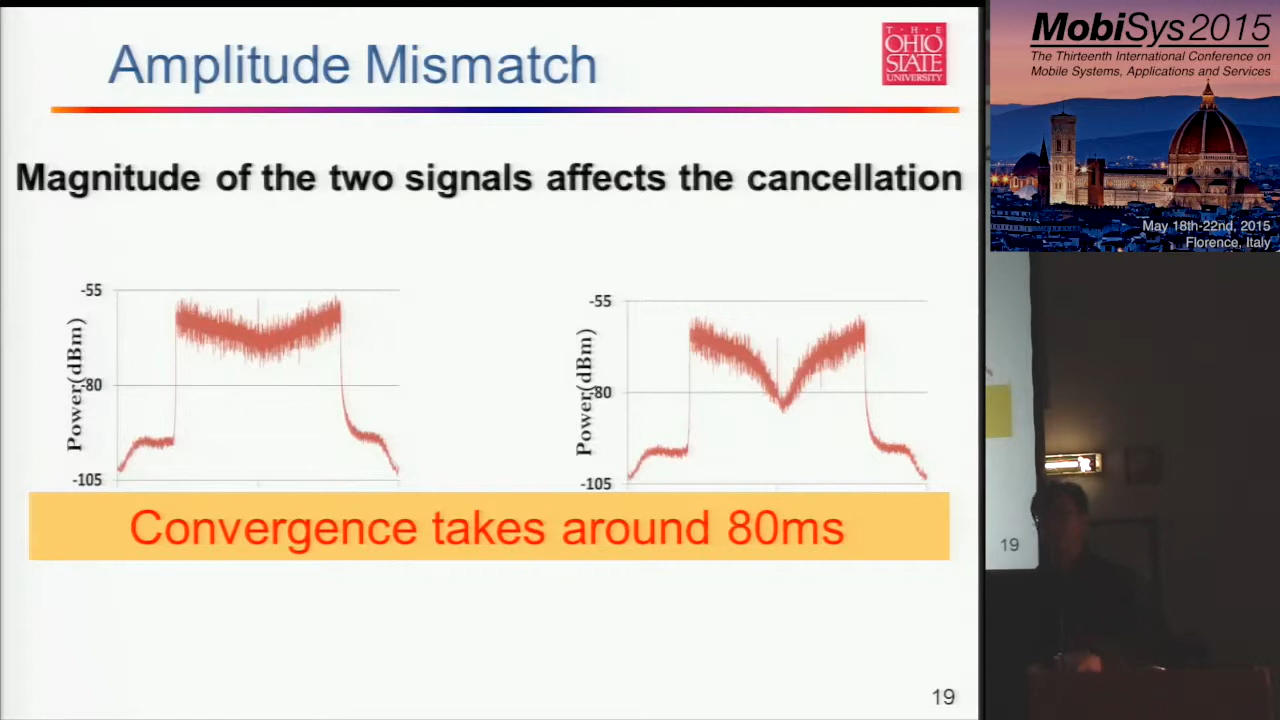 Amplitude Mismatch
T · H · E
OHIO
STATE
UNIVERSITY
Magnitude of the two signals affects the cancellation
-55
-80
-105
Power(dBm)
-55
-80
-105
Power(dBm)
Convergence takes around 80ms
19
MobiSys 2015
The Thirteenth International Conference on
Mobile Systems, Applications and Services
May 18th-22nd, 2015
Florence, Italy
19